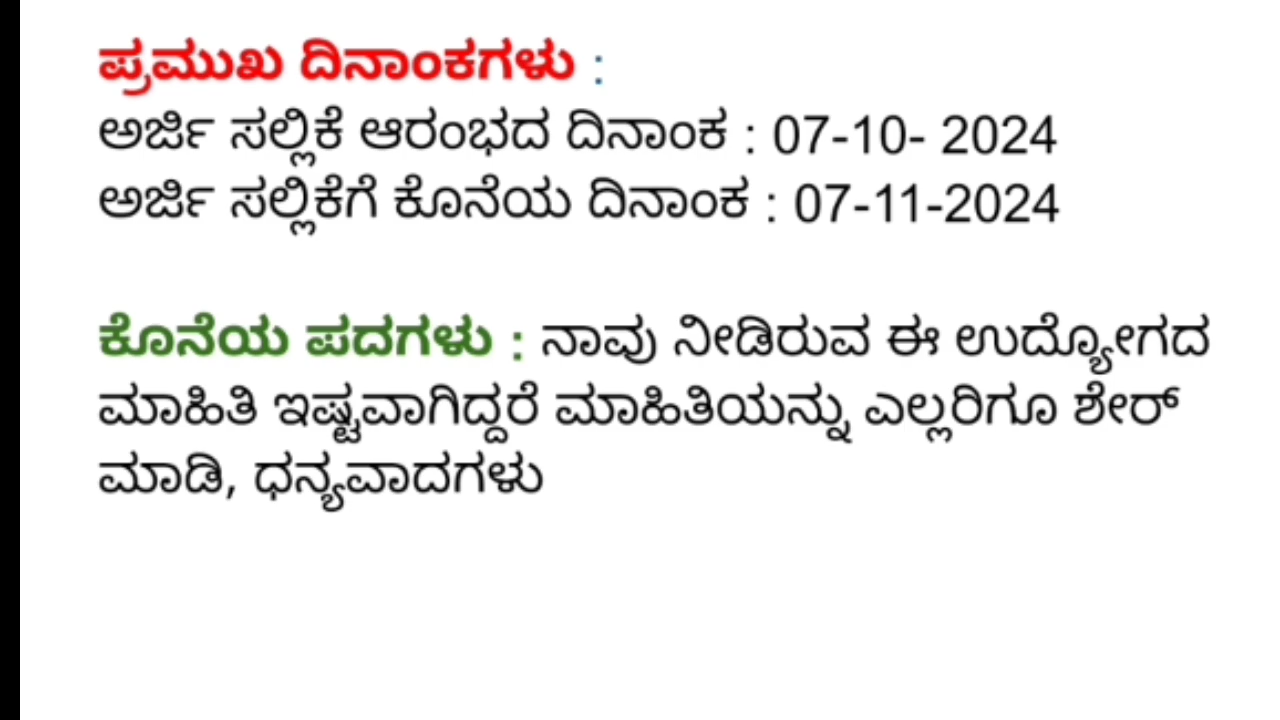 ಪ್ರಮುಖ ದಿನಾಂಕಗಳು :
ಅರ್ಜಿ ಸಲ್ಲಿಕೆ ಆರಂಭದ ದಿನಾಂಕ : 07-10- 2024
ಅರ್ಜಿ ಸಲ್ಲಿಕೆಗೆ ಕೊನೆಯ ದಿನಾಂಕ : 07-11-2024
ಕೊನೆಯ ಪದಗಳು : ನಾವು ನೀಡಿರುವ ಈ ಉದ್ಯೋಗದ
ಮಾಹಿತಿ ಇಷ್ಟವಾಗಿದ್ದರೆ ಮಾಹಿತಿಯನ್ನು ಎಲ್ಲರಿಗೂ ಶೇರ್
ಮಾಡಿ, ಧನ್ಯವಾದಗಳು